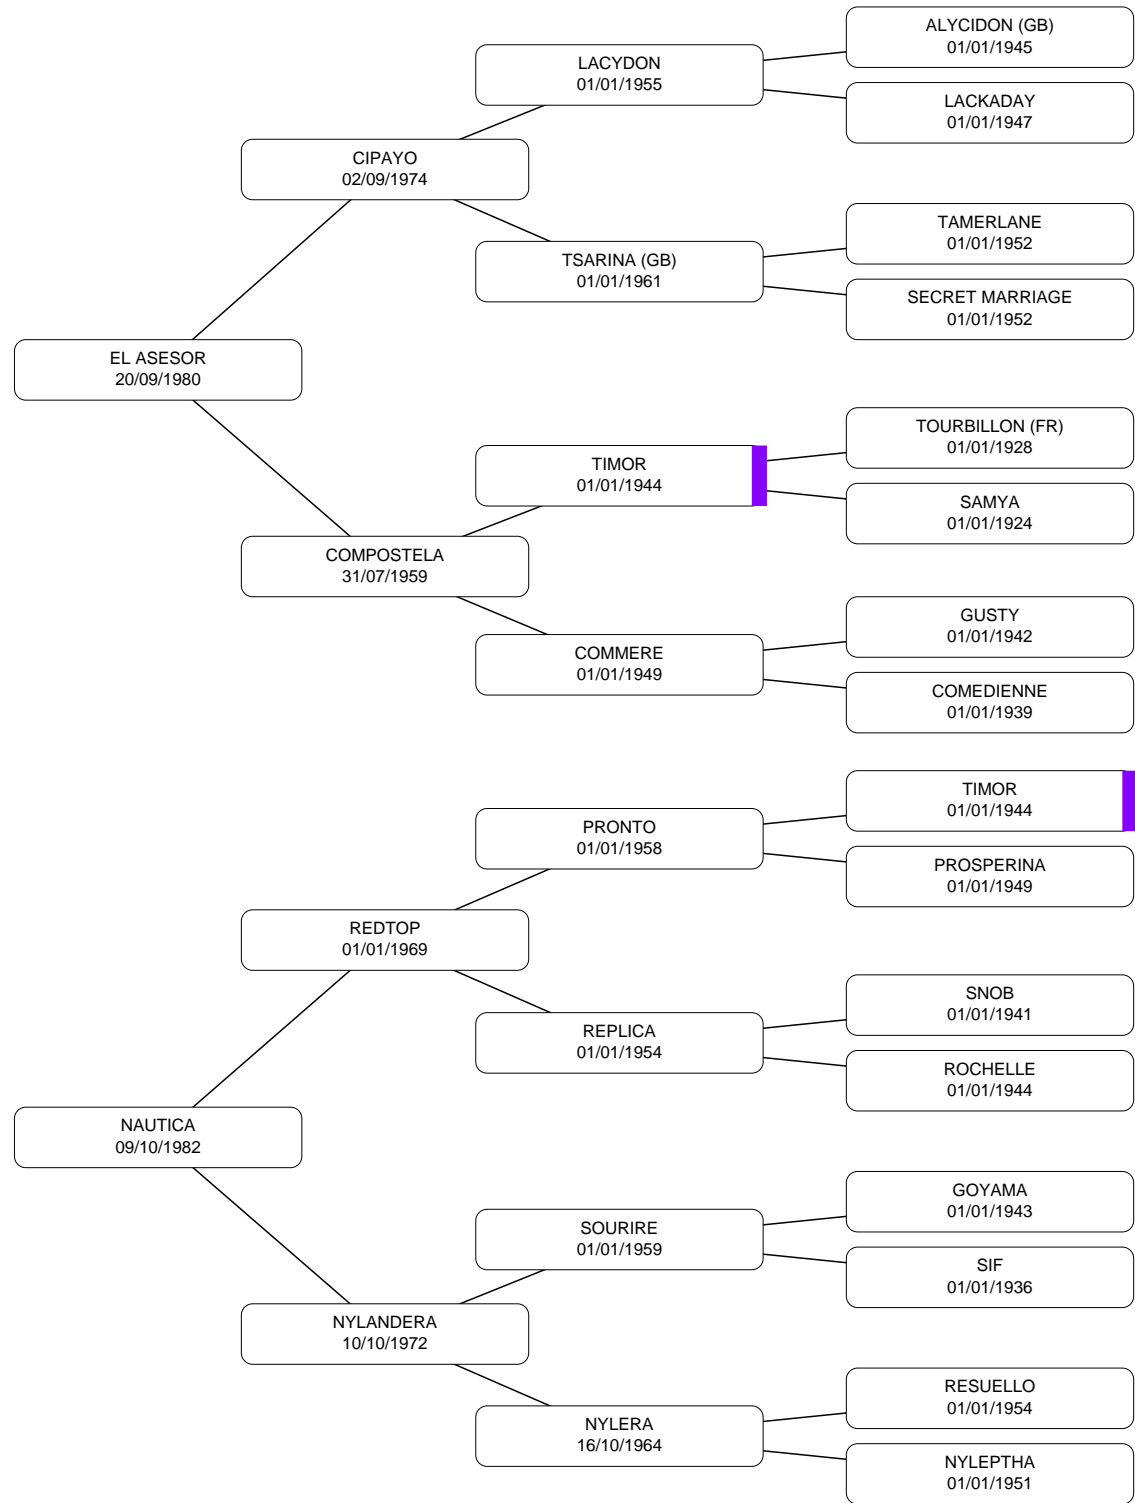 ALYCIDON (GB)
01/01/1945
LACYDON
01/01/1955
LACKADAY
01/01/1947
CIPAYO
02/09/1974
TAMERLANE
01/01/1952
TSARINA (GB)
01/01/1961
SECRET MARRIAGE
01/01/1952
EL ASESOR
20/09/1980
TOURBILLON (FR)
01/01/1928
TIMOR
01/01/1944
SAMYA
01/01/1924
COMPOSTELA
31/07/1959
GUSTY
01/01/1942
COMMERE
01/01/1949
COMEDIENNE
01/01/1939
TIMOR
01/01/1944
PRONTO
01/01/1958
PROSPERINA
01/01/1949
REDTOP
01/01/1969
SNOB
01/01/1941
REPLICA
01/01/1954
ROCHELLE
01/01/1944
NAUTICA
09/10/1982
GOYAMA
01/01/1943
SOURIRE
01/01/1959
SIF
01/01/1936
NYLANDERA
10/10/1972
RESUELLO
01/01/1954
NYLERA
16/10/1964
NYLEPTHA
01/01/1951